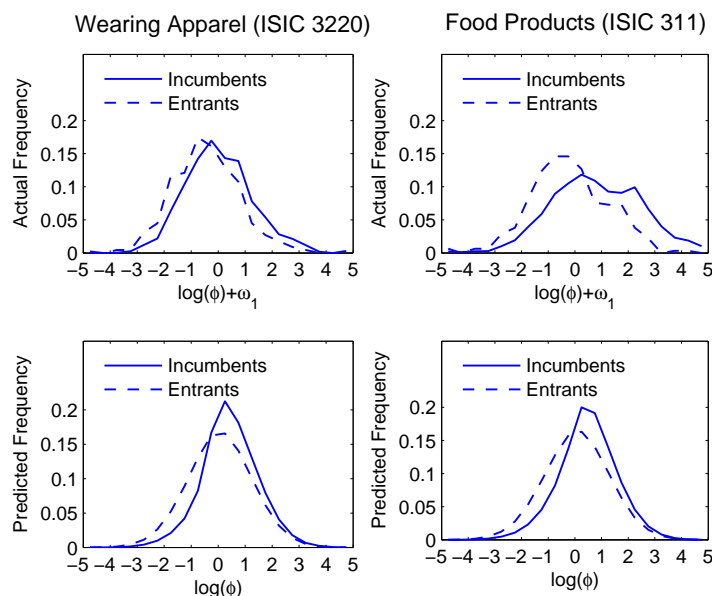 Wearing Apparel (ISIC 3220)
Food Products (ISIC 311)
Incumbents
Entrants
0.2
0.15
0.1
0.05
0
Actual Frequency
−5 −4 −3 −2 −1 0 1 2 3 4 5
log(ϕ)+ω1
Incumbents
Entrants
0.2
0.15
0.1
0.05
0
Actual Frequency
−5 −4 −3 −2 −1 0 1 2 3 4 5
log(ϕ)+ω1
Incumbents
Entrants
0.2
0.15
0.1
0.05
0
Predicted Frequency
−5 −4 −3 −2 −1 0 1 2 3 4 5
log(ϕ)
Incumbents
Entrants
0.2
0.15
0.1
0.05
0
Predicted Frequency
−5 −4 −3 −2 −1 0 1 2 3 4 5
log(ϕ)